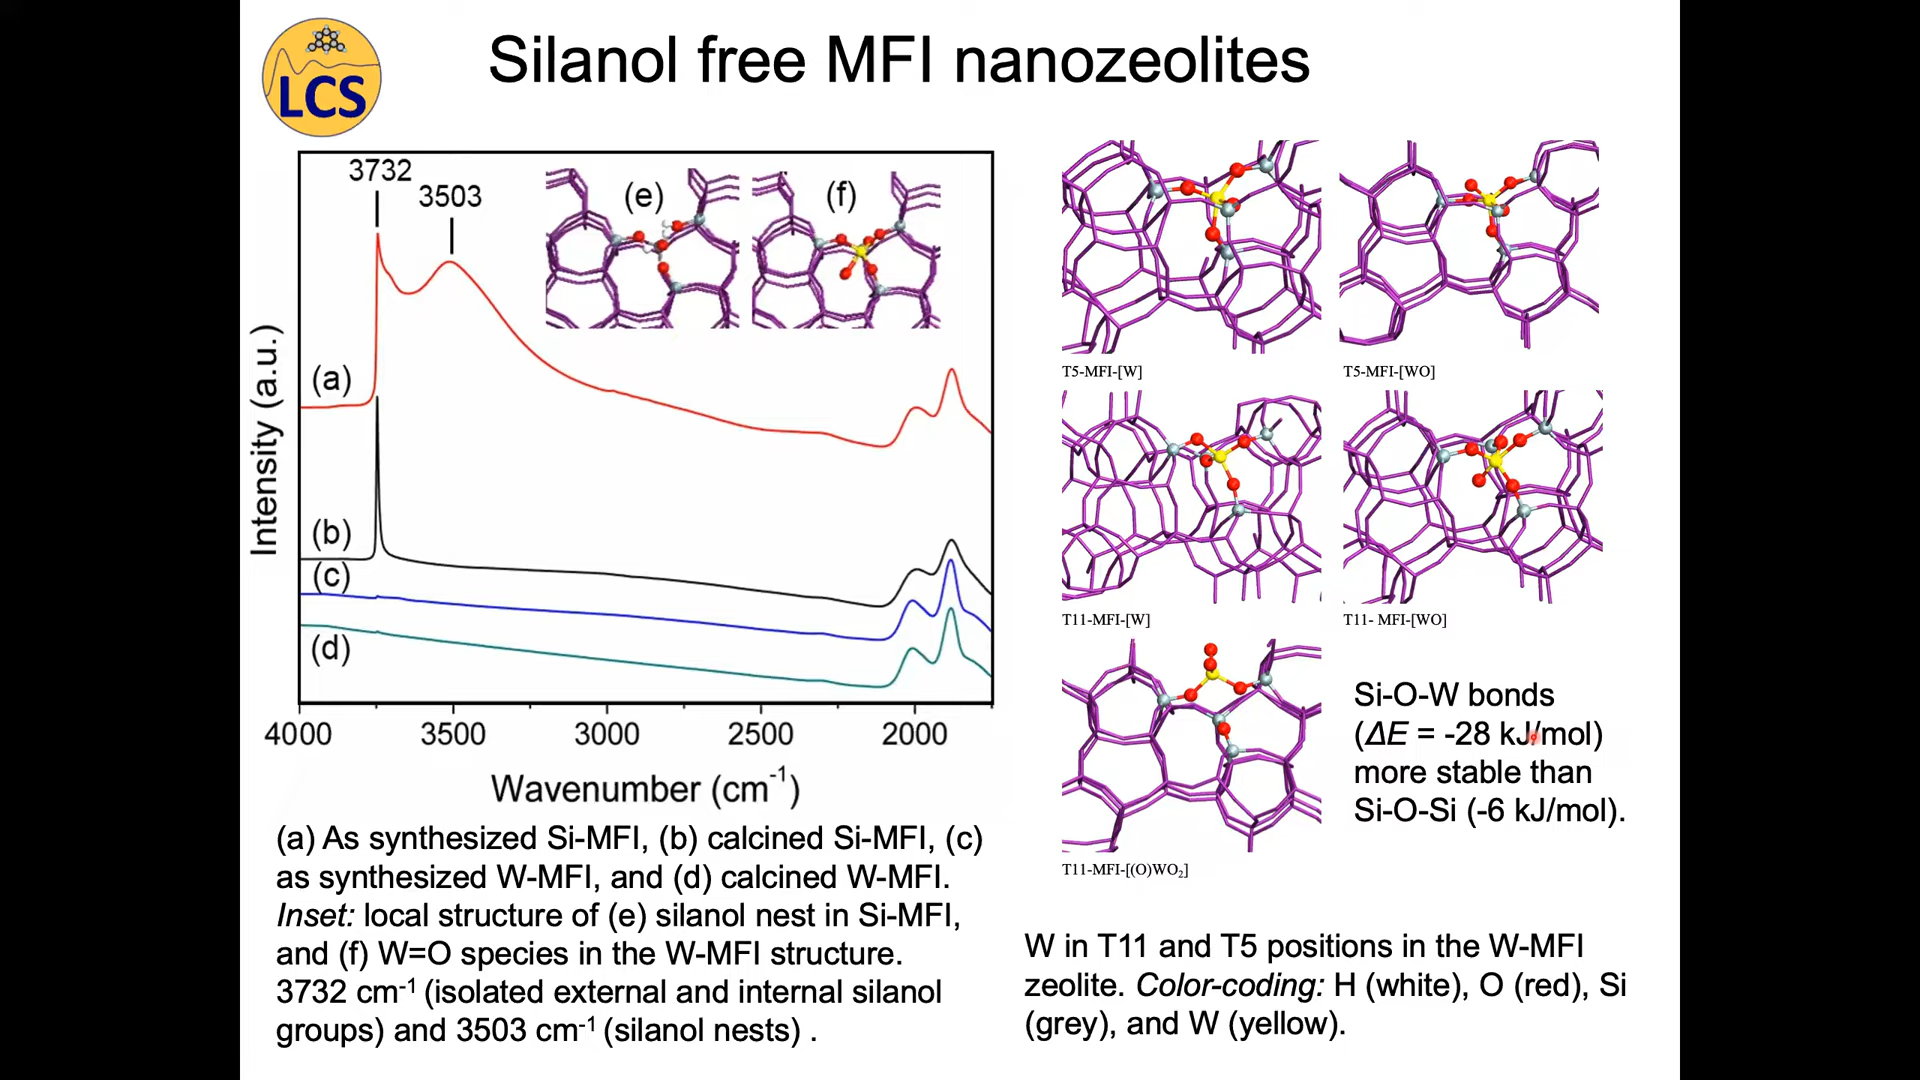 LCS
Silanol free MFI nanozeolites
3732
3503
(e)
(f)
(a)
(b)
(c)
(d)
Intensity (a.u.)
4000
3500
3000
2500
2000
Wavenumber (cm⁻¹)
(a) As synthesized Si-MFI, (b) calcined Si-MFI, (c)
as synthesized W-MFI, and (d) calcined W-MFI.
Inset: local structure of (e) silanol nest in Si-MFI,
and (f) W=O species in the W-MFI structure.
3732 cm⁻¹ (isolated external and internal silanol
groups) and 3503 cm⁻¹ (silanol nests) .
T5-MFI-[W]
T5-MFI-[WO]
T11-MFI-[W]
T11- MFI-[WO]
T11-MFI-[(O)WO₂]
Si-O-W bonds
(ΔE = -28 kJ/mol)
more stable than
Si-O-Si (-6 kJ/mol).
W in T11 and T5 positions in the W-MFI
zeolite. Color-coding: H (white), O (red), Si
(grey), and W (yellow).